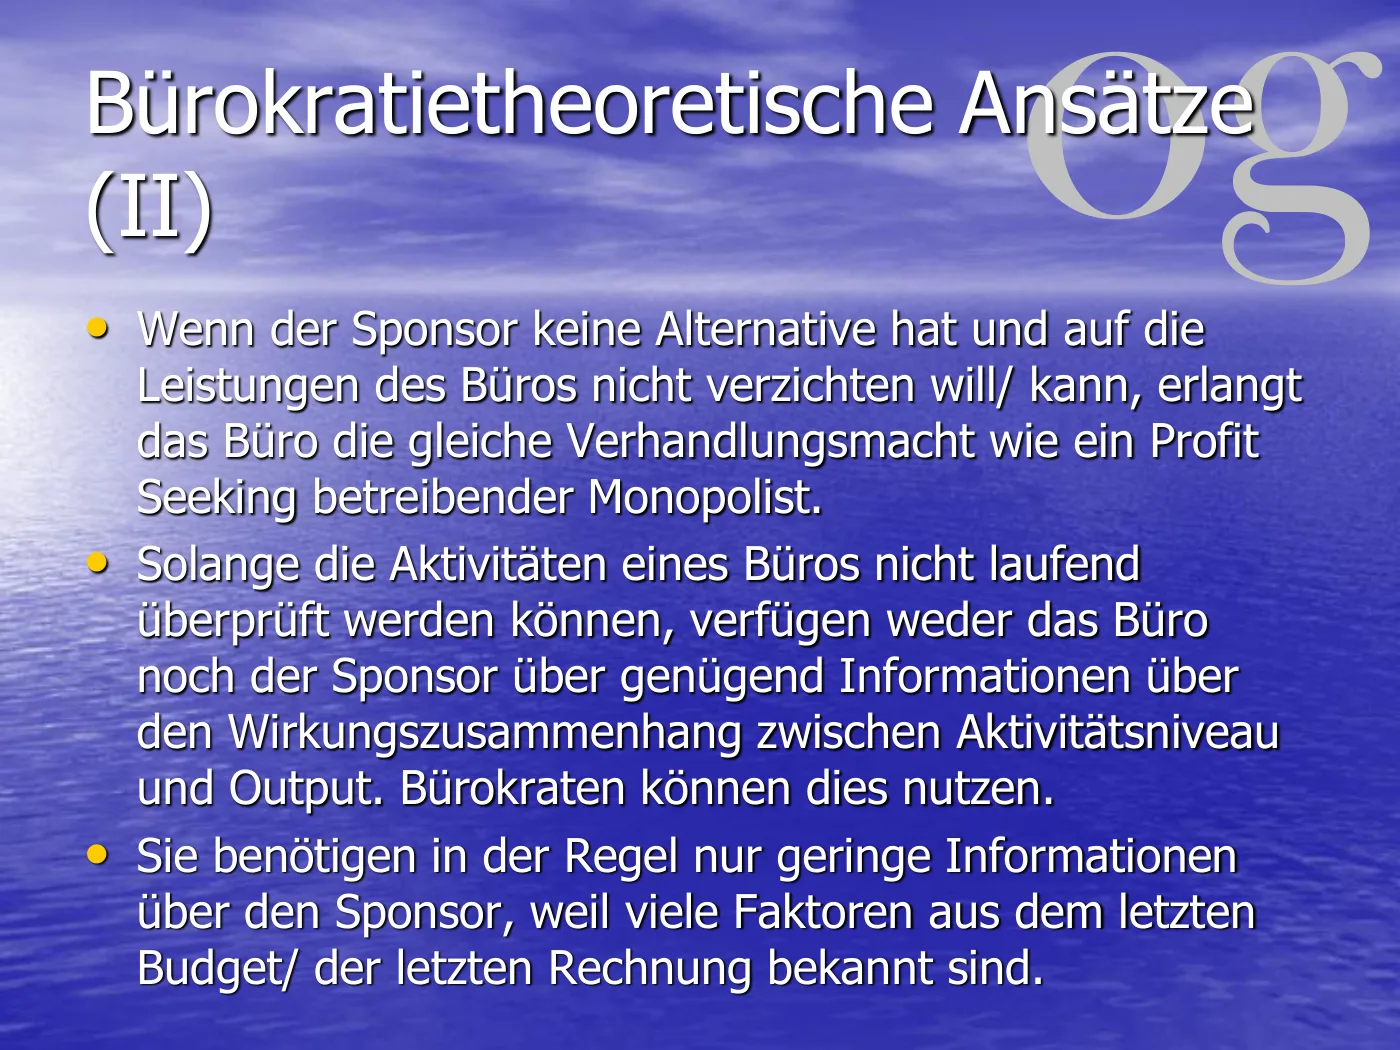 og
Bürokratietheoretische Ansätze
(II)
• Wenn der Sponsor keine Alternative hat und auf die
Leistungen des Büros nicht verzichten will/ kann, erlangt
das Büro die gleiche Verhandlungsmacht wie ein Profit
Seeking betreibender Monopolist.
• Solange die Aktivitäten eines Büros nicht laufend
überprüft werden können, verfügen weder das Büro
noch der Sponsor über genügend Informationen über
den Wirkungszusammenhang zwischen Aktivitätsniveau
und Output. Bürokraten können dies nutzen.
• Sie benötigen in der Regel nur geringe Informationen
über den Sponsor, weil viele Faktoren aus dem letzten
Budget/ der letzten Rechnung bekannt sind.